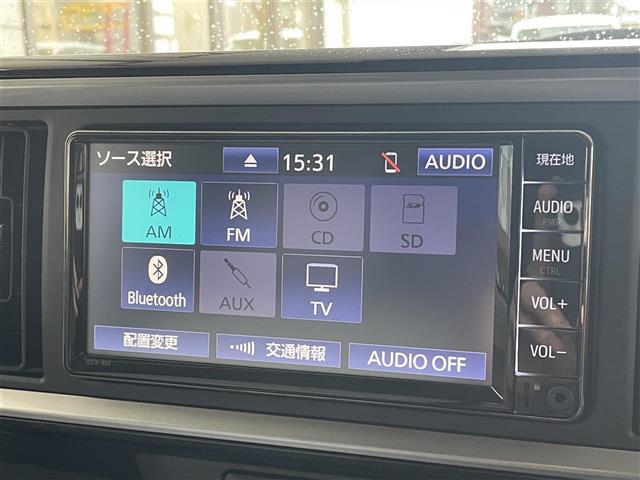 ソース選択
15:31
AUDIO
AM
FM
CD
SD
Bluetooth
AUX
TV
配置変更
交通情報
AUDIO OFF
現在地
AUDIO
PWR
MENU
CTRL
VOL+
VOL-